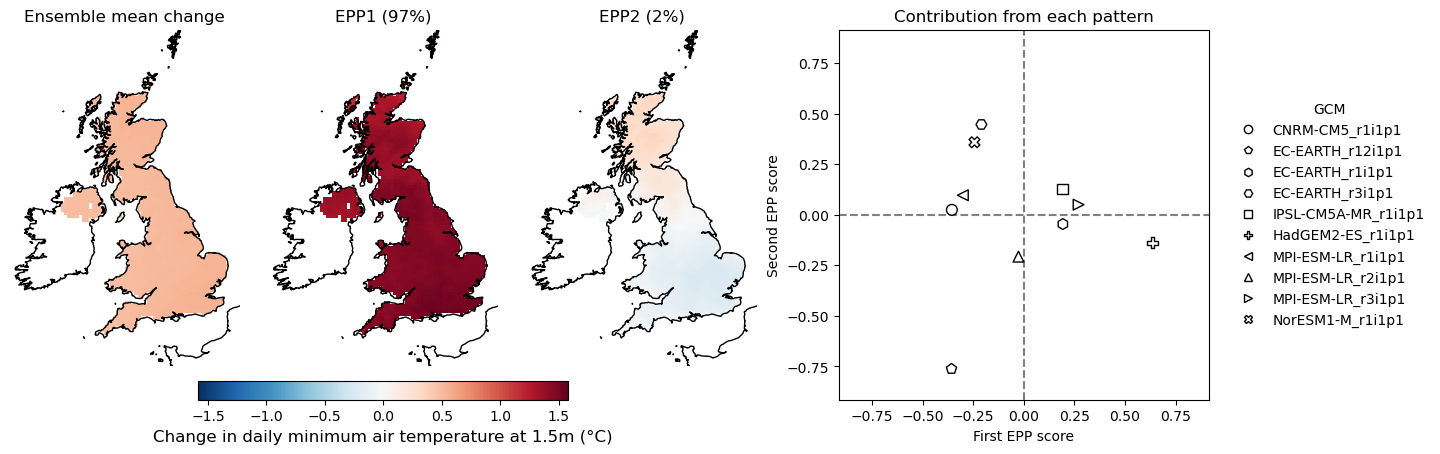 Ensemble mean change
EPP1 (97%)
EPP2 (2%)
−1.5 −1.0 −0.5 0.0 0.5 1.0 1.5
Change in daily minimum air temperature at 1.5m (°C)
Contribution from each pattern
Second EPP score
0.75
0.50
0.25
0.00
−0.25
−0.50
−0.75
−0.75 −0.50 −0.25 0.00 0.25 0.50 0.75
First EPP score
GCM
CNRM-CM5_r1i1p1
EC-EARTH_r12i1p1
EC-EARTH_r1i1p1
EC-EARTH_r3i1p1
IPSL-CM5A-MR_r1i1p1
HadGEM2-ES_r1i1p1
MPI-ESM-LR_r1i1p1
MPI-ESM-LR_r2i1p1
MPI-ESM-LR_r3i1p1
NorESM1-M_r1i1p1